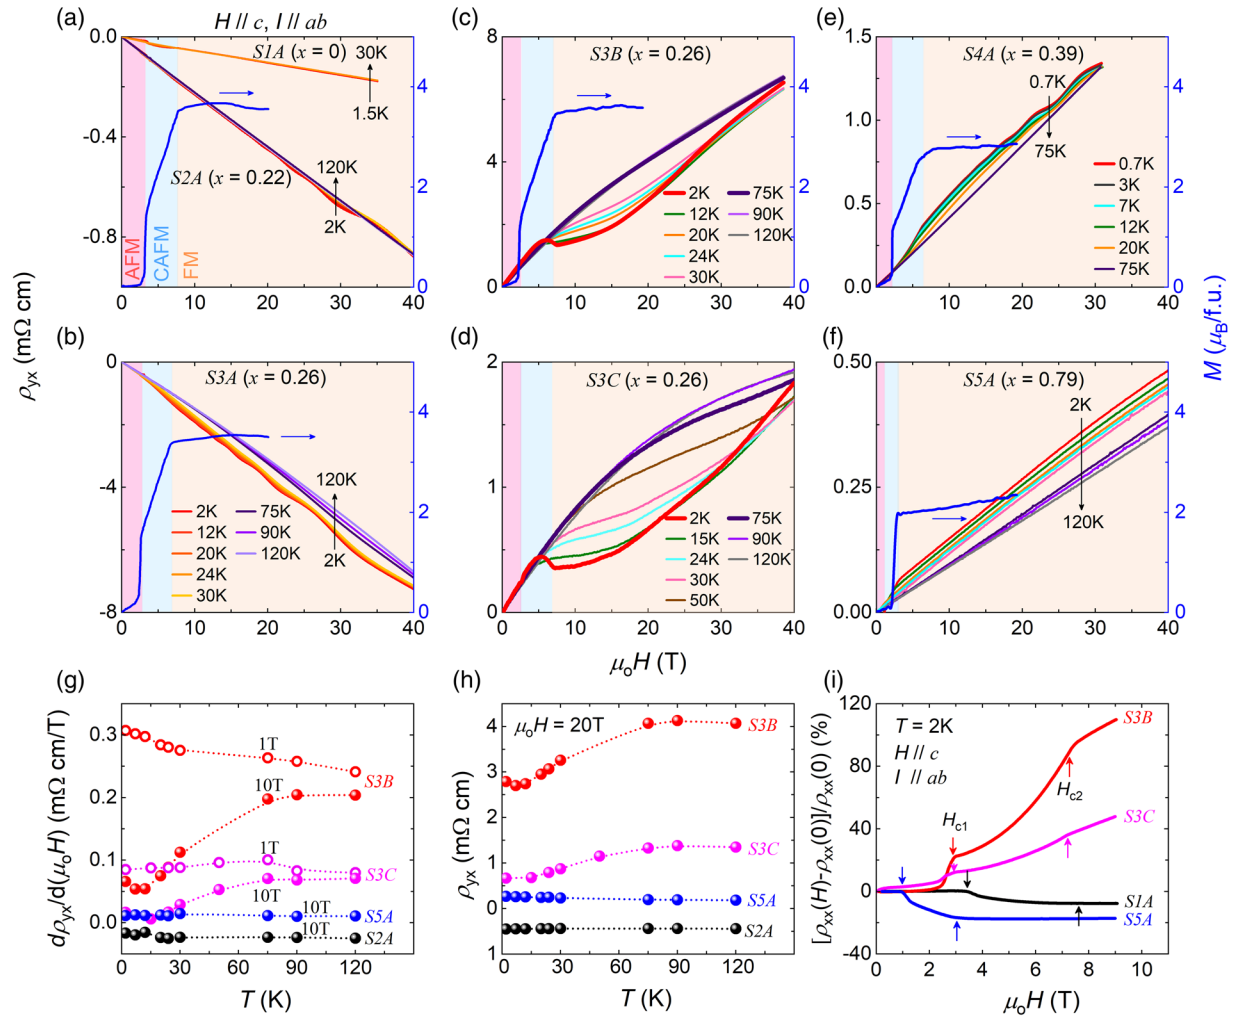 (a) H // c, I // ab
0.0
-0.4
-0.8
S1A (x = 0) 30K
1.5K
S2A (x = 0.22)
120K
2K
AFM
CAFM
FM
0 10 20 30 40
4
2
0
(c)
8
4
0
S3B (x = 0.26)
2K 75K
12K 90K
20K 120K
24K
30K
0 10 20 30 40
4
2
0
(e)
1.5
1.0
0.5
0.0
S4A (x = 0.39)
0.7K
75K
0.7K
3K
7K
12K
20K
75K
0 10 20 30 40
4
2
0
ρyx (mΩ cm)
M (μB/f.u.)
(b)
0
-4
-8
S3A (x = 0.26)
120K
2K
2K 75K
12K 90K
20K 120K
24K
30K
0 10 20 30 40
4
2
0
(d)
2
1
0
S3C (x = 0.26)
2K 75K
15K 90K
24K 120K
30K
50K
0 10 20 30 40
4
2
0
(f)
0.50
0.25
0.00
S5A (x = 0.79)
2K
120K
0 10 20 30 40
4
2
0
μoH (T)
(g)
dρyx/d(μoH) (mΩ cm/T)
0.3
0.2
0.1
0.0
1T
S3B
10T
1T
S3C
10T
S5A
10T
10T
S2A
0 30 60 90 120
T (K)
(h)
ρyx (mΩ cm)
5
4
3
2
1
0
1
μoH = 20T
S3B
S3C
S5A
S2A
0 30 60 90 120
T (K)
(i)
[ρxx(H)-ρxx(0)]/ρxx(0) (%)
120
80
40
0
-40
T = 2K
H // c
I // ab
S3B
Hc2
Hc1
S3C
S1A
S5A
0 2 4 6 8 10
μoH (T)